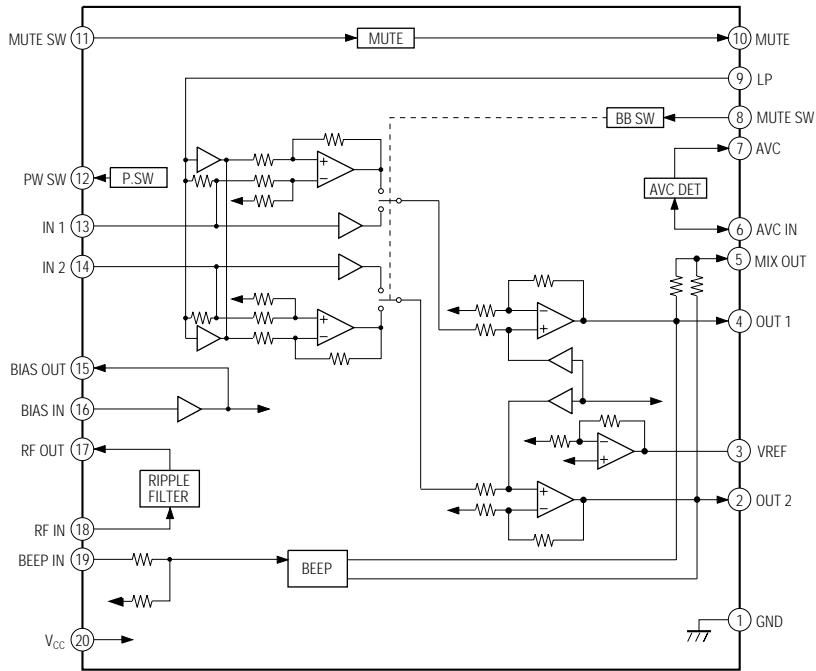 MUTE SW 11
MUTE
10 MUTE
9 LP
BB SW
8 MUTE SW
7 AVC
PW SW 12
P.SW
AVC DET
IN 1 13
6 AVC IN
IN 2 14
5 MIX OUT
4 OUT 1
BIAS OUT 15
BIAS IN 16
RF OUT 17
3 VREF
RIPPLE
FILTER
2 OUT 2
RF IN 18
BEEP IN 19
BEEP
1 GND
VCC 20
+
−
+
−
−
+
−
+
+
−
−
+
+
−